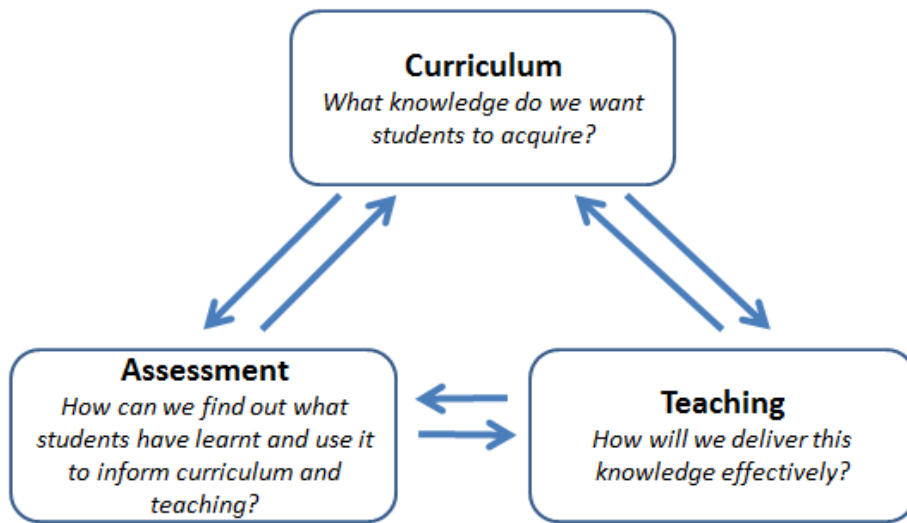 Curriculum
What knowledge do we want
students to acquire?
Assessment
How can we find out what
students have learnt and use it
to inform curriculum and
teaching?
Teaching
How will we deliver this
knowledge effectively?